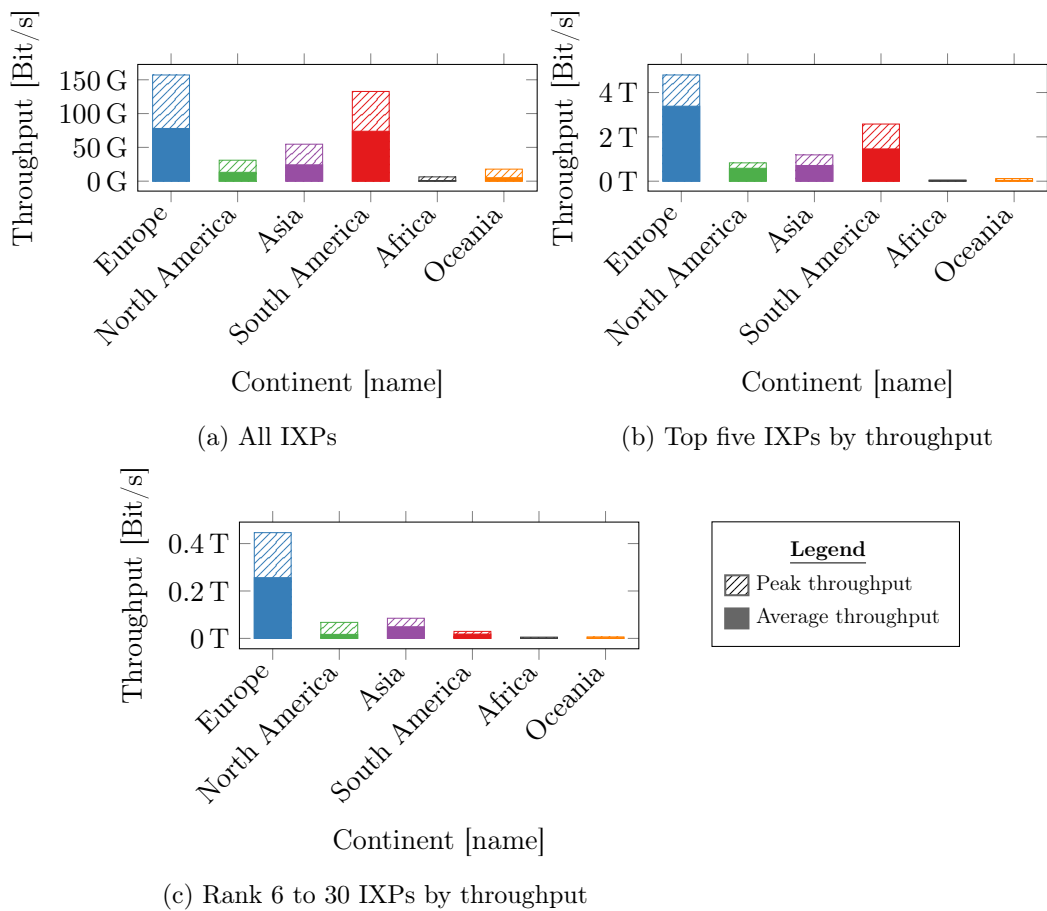 Throughput [Bit/s]
150 G
100 G
50 G
0 G
Europe
North America
Asia
South America
Africa
Oceania
Continent [name]
(a) All IXPs
Throughput [Bit/s]
4 T
2 T
0 T
Europe
North America
Asia
South America
Africa
Oceania
Continent [name]
(b) Top five IXPs by throughput
Throughput [Bit/s]
0.4 T
0.2 T
0 T
Europe
North America
Asia
South America
Africa
Oceania
Continent [name]
(c) Rank 6 to 30 IXPs by throughput
Legend
Peak throughput
Average throughput